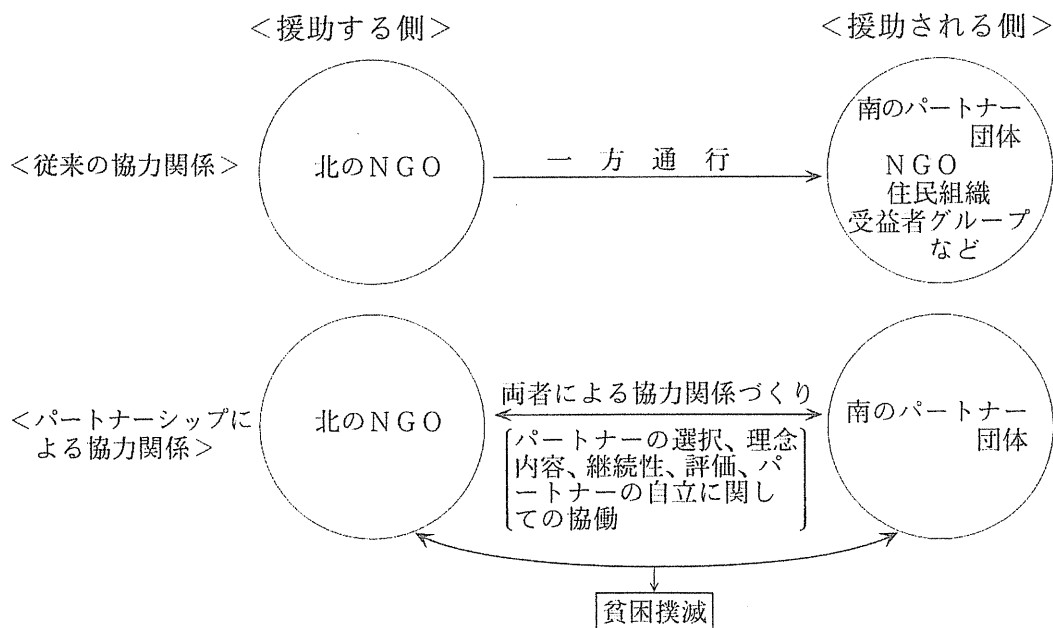 ＜援助する側＞
＜援助される側＞
＜従来の協力関係＞
北のＮＧＯ
一方通行
南のパートナー
団体
ＮＧＯ
住民組織
受益者グループ
など
＜パートナーシップに
よる協力関係＞
北のＮＧＯ
両者による協力関係づくり
パートナーの選択、理念
内容、継続性、評価、パ
ートナーの自立に関し
ての協働
南のパートナー
団体
貧困撲滅